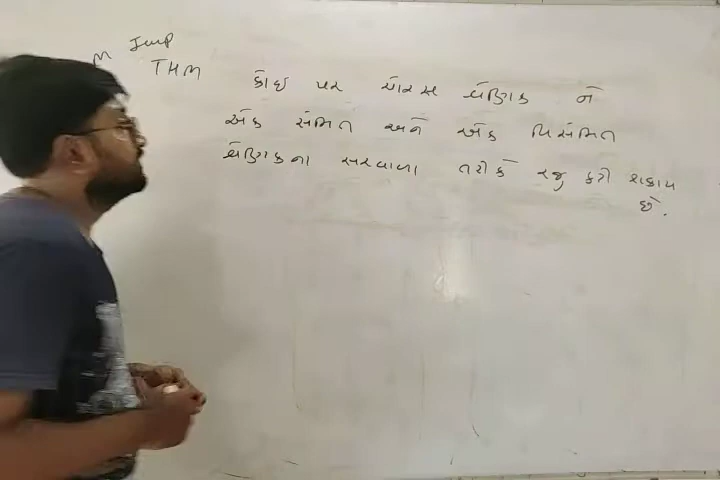 Imp
THM કોઈ પણ ચોરસ શ્રેણિક ને
એક સંમિત અને એક વિસંમિત
શ્રેણિકના સરવાળા તરીકે રજુ કરી શકાય
છે.